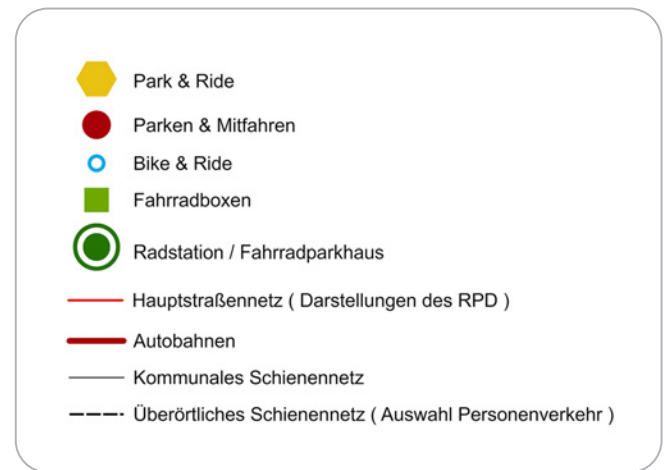 Park & Ride
Parken & Mitfahren
Bike & Ride
Fahrradboxen
Radstation / Fahrradparkhaus
Hauptstraßennetz ( Darstellungen des RPD )
Autobahnen
Kommunales Schienennetz
Überörtliches Schienennetz ( Auswahl Personenverkehr )